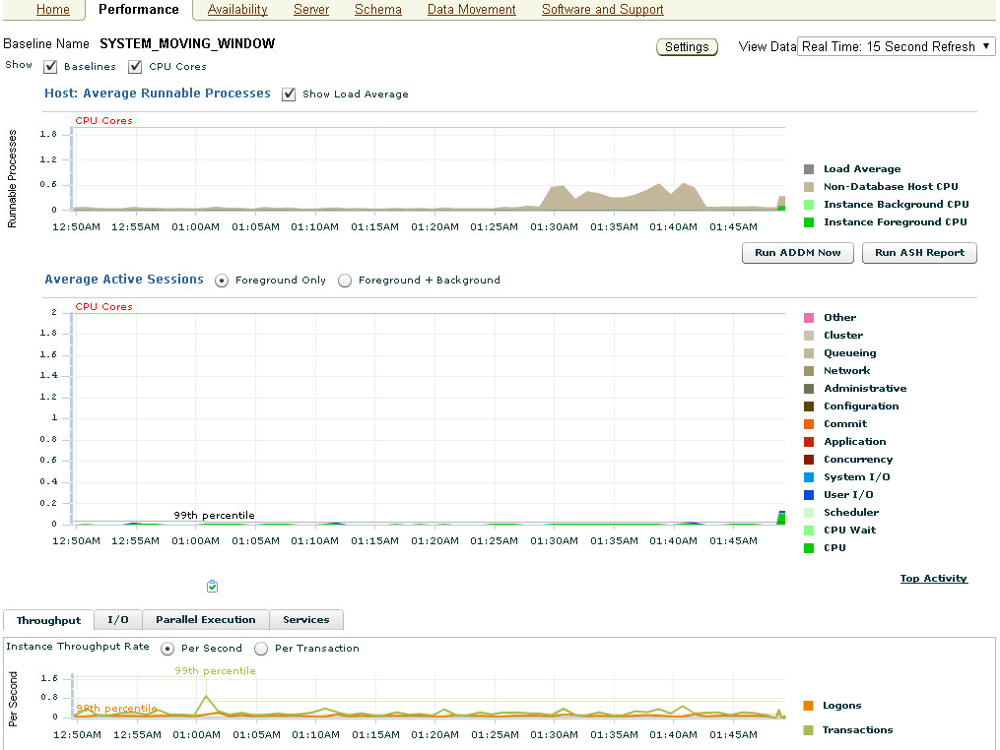 Home Performance Availability Server Schema Data Movement Software and Support
Baseline Name SYSTEM_MOVING_WINDOW Settings View Data Real Time: 15 Second Refresh
Show Baselines CPU Cores
Host: Average Runnable Processes Show Load Average
CPU Cores
Runnable Processes
1.8
1.2
0.6
0
12:50AM 12:55AM 01:00AM 01:05AM 01:10AM 01:15AM 01:20AM 01:25AM 01:30AM 01:35AM 01:40AM 01:45AM
Load Average
Non-Database Host CPU
Instance Background CPU
Instance Foreground CPU
Run ADDM Now Run ASH Report
Average Active Sessions Foreground Only Foreground + Background
CPU Cores
2
1.8
1.6
1.4
1.2
1
0.8
0.6
0.4
0.2
0
99th percentile
12:50AM 12:55AM 01:00AM 01:05AM 01:10AM 01:15AM 01:20AM 01:25AM 01:30AM 01:35AM 01:40AM 01:45AM
Other
Cluster
Queueing
Network
Administrative
Configuration
Commit
Application
Concurrency
System I/O
User I/O
Scheduler
CPU Wait
CPU
Top Activity
Throughput I/O Parallel Execution Services
Instance Throughput Rate Per Second Per Transaction
99th percentile
Per Second
1.6
0.8
0
99th percentile
12:50AM 12:55AM 01:00AM 01:05AM 01:10AM 01:15AM 01:20AM 01:25AM 01:30AM 01:35AM 01:40AM 01:45AM
Logons
Transactions